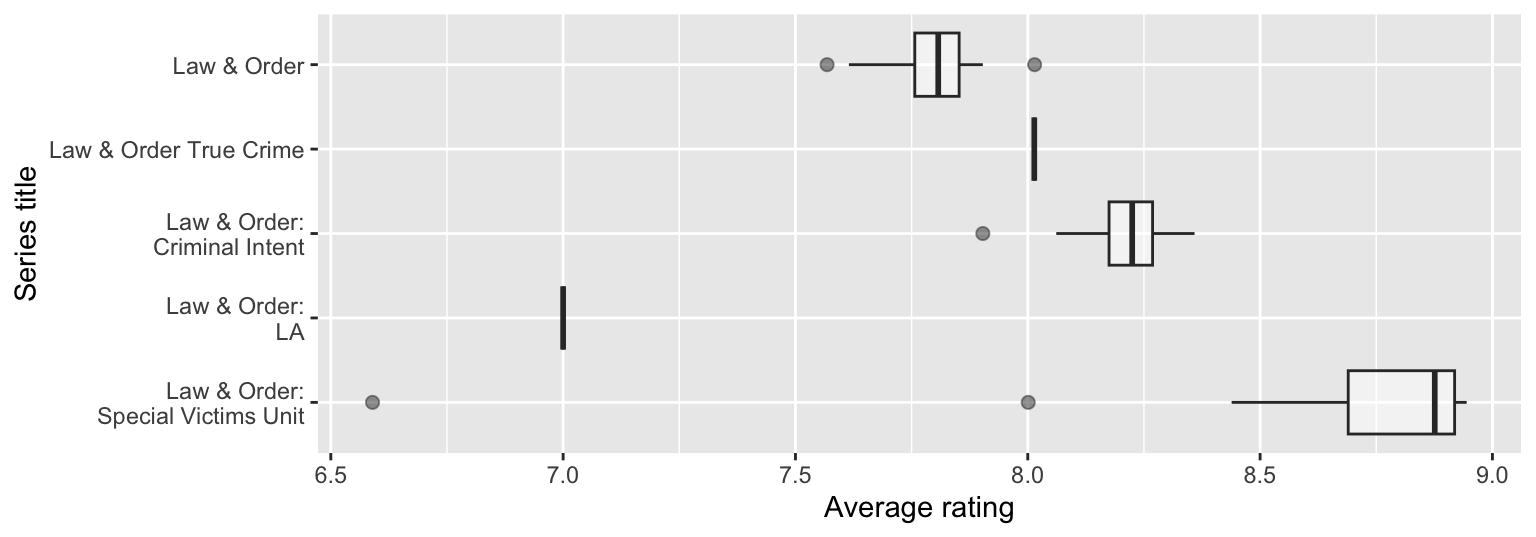 Series title
Law & Order
Law & Order True Crime
Law & Order:
Criminal Intent
Law & Order:
LA
Law & Order:
Special Victims Unit
6.5 7.0 7.5 8.0 8.5 9.0
Average rating